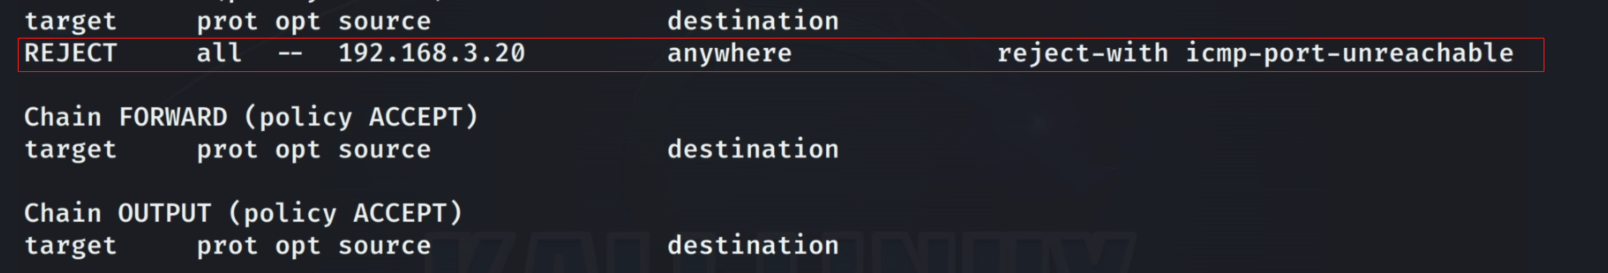 target     prot opt source               destination
REJECT     all  --  192.168.3.20         anywhere             reject-with icmp-port-unreachable
Chain FORWARD (policy ACCEPT)
target     prot opt source               destination
Chain OUTPUT (policy ACCEPT)
target     prot opt source               destination